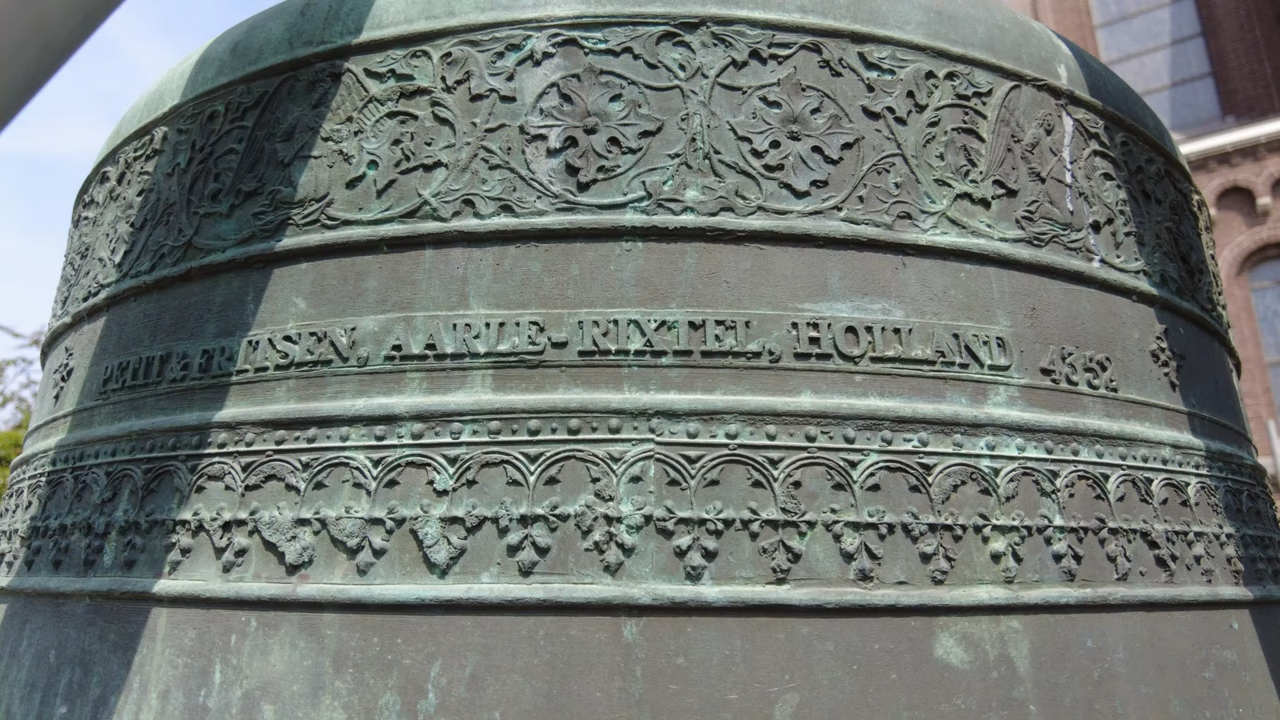 PETIT & FRITSEN, AARLE-RIXTEL, HOLLAND 4352